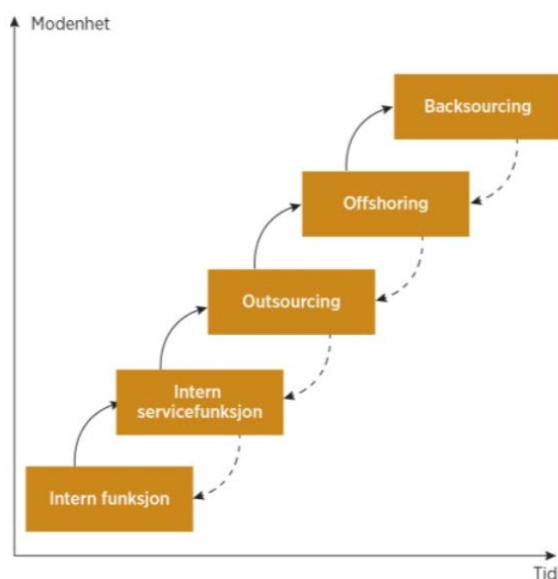 Modenhet
Backsourcing
Offshoring
Outsourcing
Intern
servicefunksjon
Intern funksjon
Tid